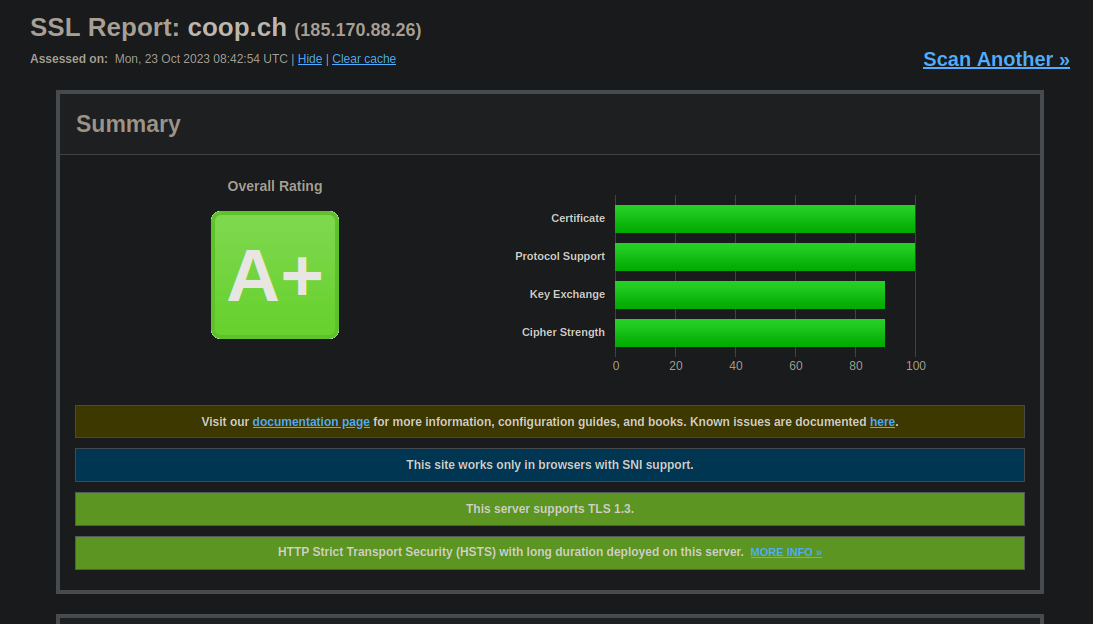 SSL Report: coop.ch (185.170.88.26)
Assessed on: Mon, 23 Oct 2023 08:42:54 UTC | Hide | Clear cache
Scan Another »
Summary
Overall Rating
A+
Certificate
Protocol Support
Key Exchange
Cipher Strength
0 20 40 60 80 100
Visit our documentation page for more information, configuration guides, and books. Known issues are documented here.
This site works only in browsers with SNI support.
This server supports TLS 1.3.
HTTP Strict Transport Security (HSTS) with long duration deployed on this server. MORE INFO »